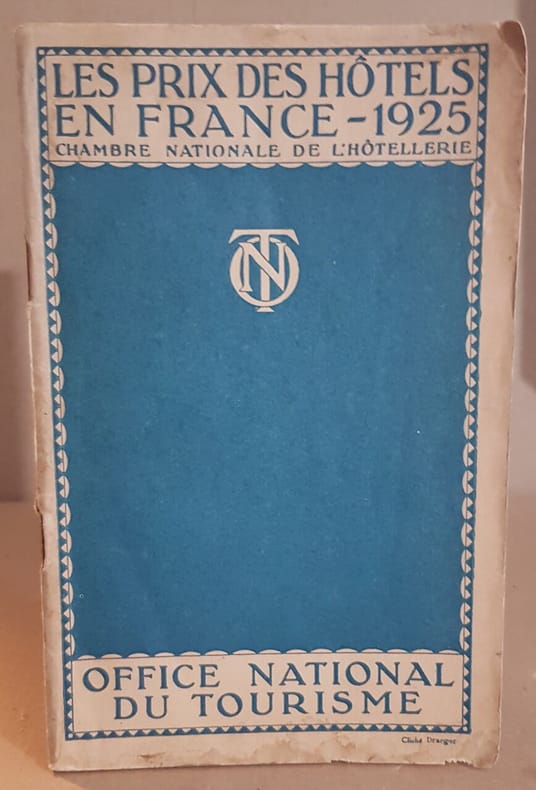 LES PRIX DES HÔTELS
EN FRANCE - 1925
CHAMBRE NATIONALE DE L'HÔTELLERIE
ONT
OFFICE NATIONAL
DU TOURISME
Cliché Draeger